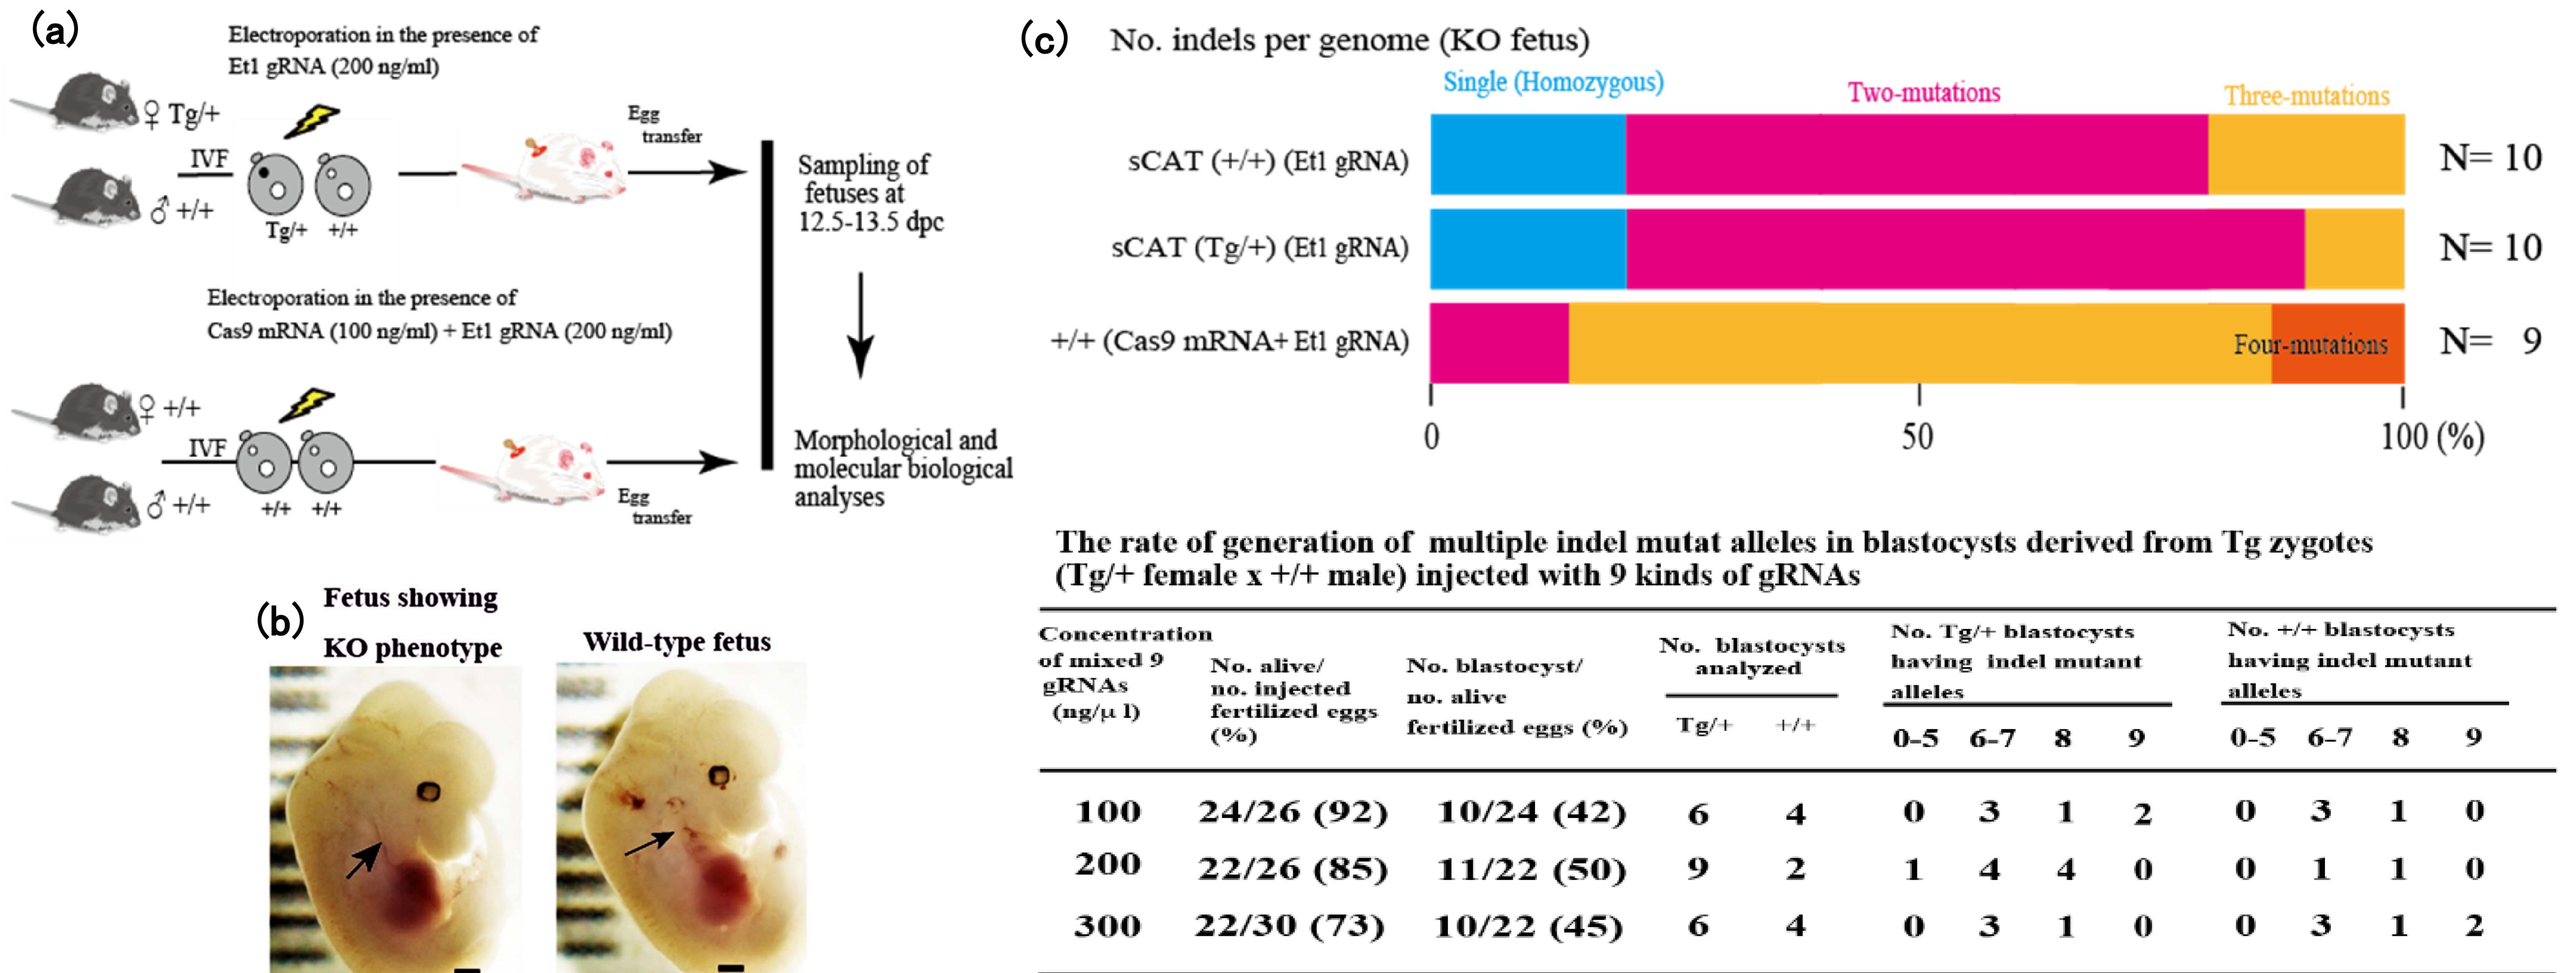 (a)
Electroporation in the presence of
Et1 gRNA (200 ng/ml)
♀ Tg/+
IVF
♂ +/+
Tg/+ +/+
Egg
transfer
Sampling of
fetuses at
12.5-13.5 dpc
Electroporation in the presence of
Cas9 mRNA (100 ng/ml) + Et1 gRNA (200 ng/ml)
♀ +/+
IVF
♂ +/+
+/+ +/+
Egg
transfer
Morphological and
molecular biological
analyses
(b)
Fetus showing
KO phenotype
Wild-type fetus
(c)
No. indels per genome (KO fetus)
Single (Homozygous)
Two-mutations
Three-mutations
sCAT (+/+) (Et1 gRNA)
N= 10
sCAT (Tg/+) (Et1 gRNA)
N= 10
+/+ (Cas9 mRNA+ Et1 gRNA)
Four-mutations
N= 9
0 50 100 (%)
The rate of generation of multiple indel mutat alleles in blastocysts derived from Tg zygotes
(Tg/+ female x +/+ male) injected with 9 kinds of gRNAs
Concentration
of mixed 9
gRNAs
(ng/μ l)
No. alive/
no. injected
fertilized eggs
(%)
No. blastocyst/
no. alive
fertilized eggs (%)
No. blastocysts
analyzed
Tg/+ +/+
No. Tg/+ blastocysts
having indel mutant
alleles
0-5 6-7 8 9
No. +/+ blastocysts
having indel mutant
alleles
0-5 6-7 8 9
100 24/26 (92) 10/24 (42) 6 4 0 3 1 2 0 3 1 0
200 22/26 (85) 11/22 (50) 9 2 1 4 4 0 0 1 1 0
300 22/30 (73) 10/22 (45) 6 4 0 3 1 0 0 3 1 2